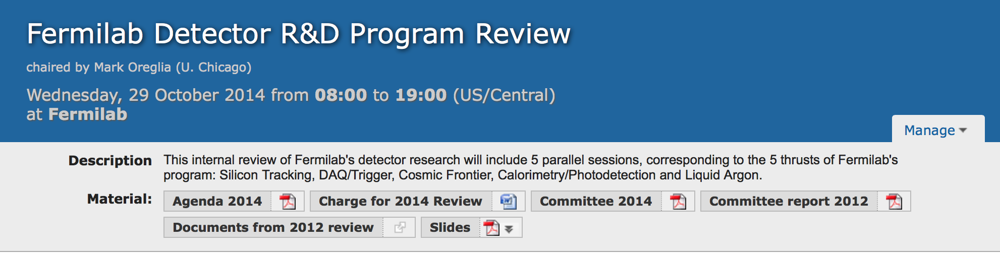 Fermilab Detector R&D Program Review
chaired by Mark Oreglia (U. Chicago)
Wednesday, 29 October 2014 from 08:00 to 19:00 (US/Central)
at Fermilab
Manage
Description This internal review of Fermilab's detector research will include 5 parallel sessions, corresponding to the 5 thrusts of Fermilab's
program: Silicon Tracking, DAQ/Trigger, Cosmic Frontier, Calorimetry/Photodetection and Liquid Argon.
Material: Agenda 2014 Charge for 2014 Review Committee 2014 Committee report 2012
Documents from 2012 review Slides